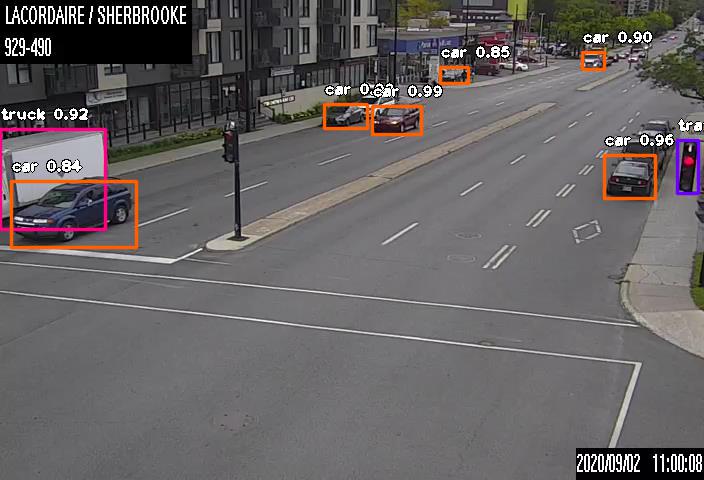 LACORDAIRE / SHERBROOKE
929-490
car 0.90
car 0.85
car 0.99
truck 0.92
car 0.96
car 0.84
2020/09/02 11:00:08